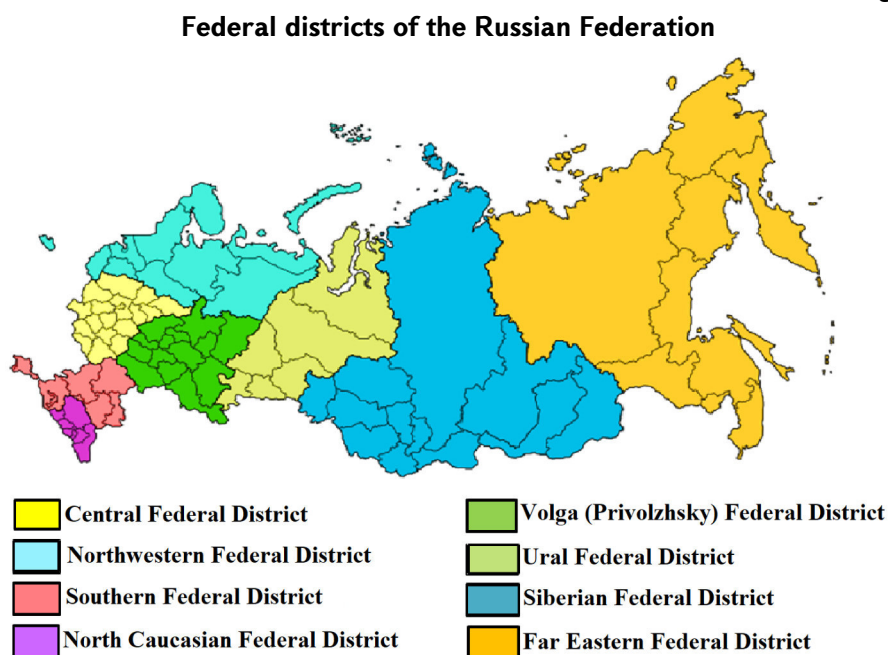 Federal districts of the Russian Federation
Central Federal District
Northwestern Federal District
Southern Federal District
North Caucasian Federal District
Volga (Privolzhsky) Federal District
Ural Federal District
Siberian Federal District
Far Eastern Federal District